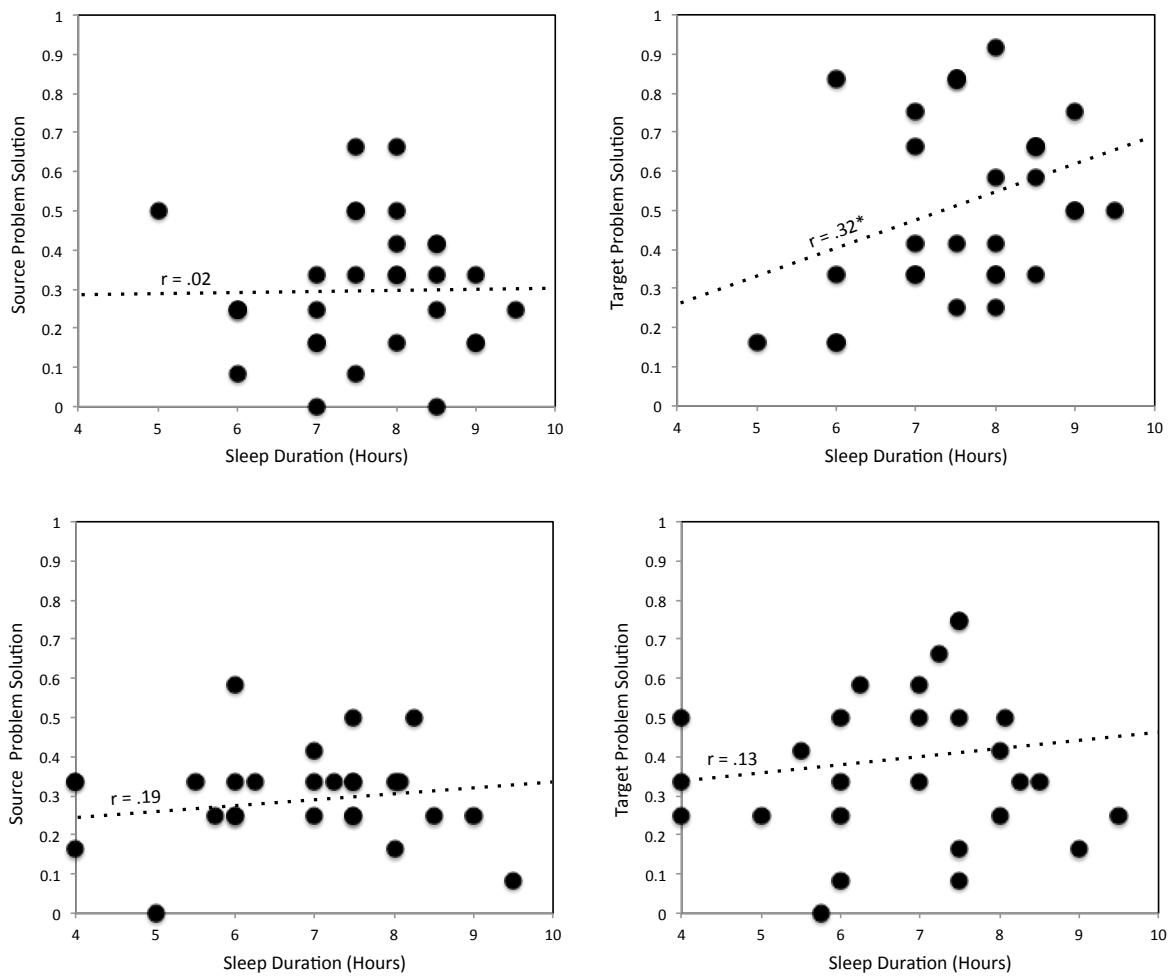 1
0.9
0.8
0.7
0.6
0.5
0.4
0.3
0.2
0.1
0
Source Problem Solution
r = .02
4 5 6 7 8 9 10
Sleep Duration (Hours)
1
0.9
0.8
0.7
0.6
0.5
0.4
0.3
0.2
0.1
0
Target Problem Solution
r = .32*
4 5 6 7 8 9 10
Sleep Duration (Hours)
1
0.9
0.8
0.7
0.6
0.5
0.4
0.3
0.2
0.1
0
Source Problem Solution
r = .19
4 5 6 7 8 9 10
Sleep Duration (Hours)
1
0.9
0.8
0.7
0.6
0.5
0.4
0.3
0.2
0.1
0
Target Problem Solution
r = .13
4 5 6 7 8 9 10
Sleep Duration (Hours)